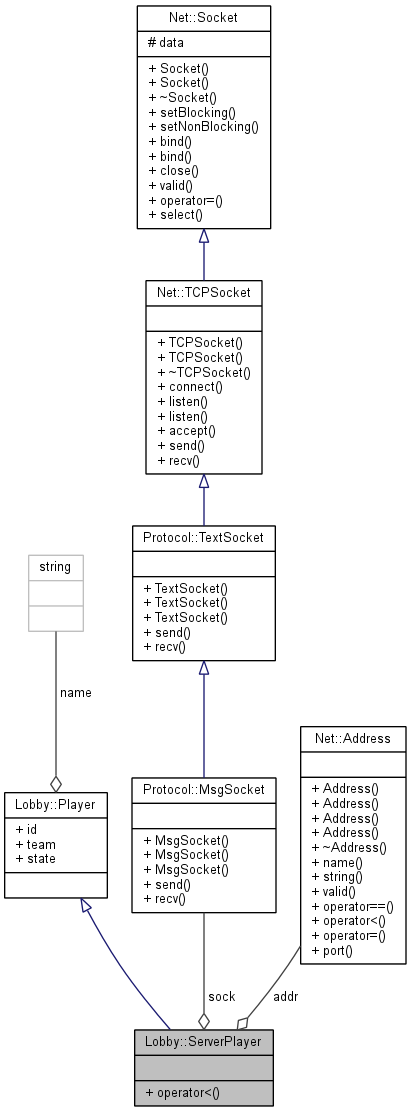 Net::Socket
# data
+ Socket()
+ Socket()
+ ~Socket()
+ setBlocking()
+ setNonBlocking()
+ bind()
+ bind()
+ close()
+ valid()
+ operator=()
+ select()
Net::TCPSocket
+ TCPSocket()
+ TCPSocket()
+ ~TCPSocket()
+ connect()
+ listen()
+ listen()
+ accept()
+ send()
+ recv()
Protocol::TextSocket
+ TextSocket()
+ TextSocket()
+ TextSocket()
+ send()
+ recv()
string
name
Lobby::Player
+ id
+ team
+ state
Protocol::MsgSocket
+ MsgSocket()
+ MsgSocket()
+ MsgSocket()
+ send()
+ recv()
Net::Address
+ Address()
+ Address()
+ Address()
+ Address()
+ ~Address()
+ name()
+ string()
+ valid()
+ operator==()
+ operator<()
+ operator=()
+ port()
sock
addr
Lobby::ServerPlayer
+ operator<()